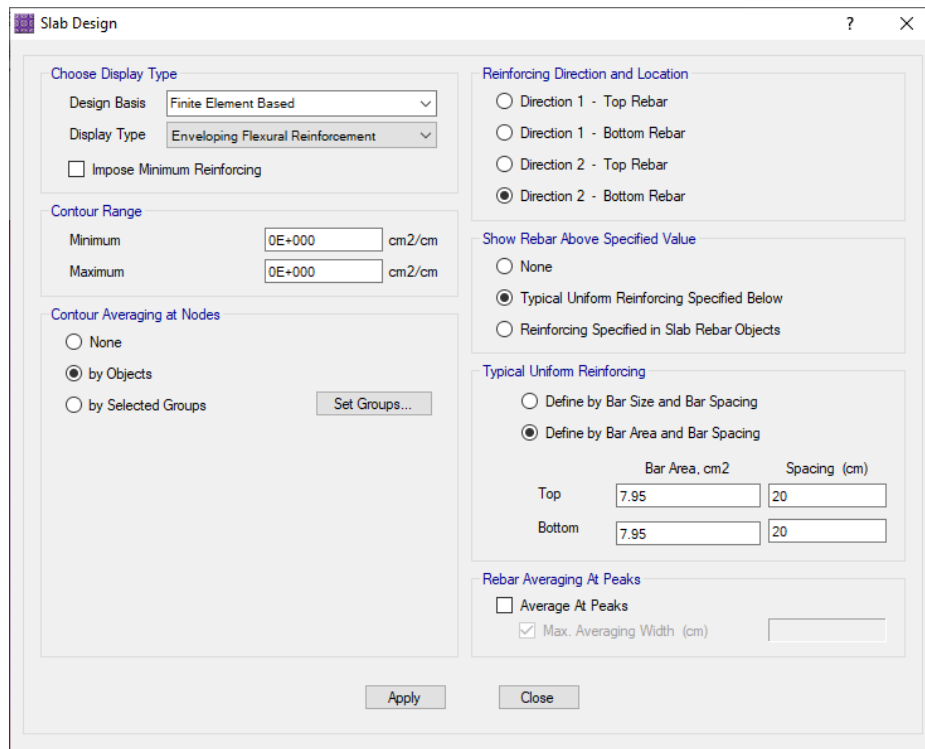 Slab Design
?
Choose Display Type
Design Basis Finite Element Based
Display Type Enveloping Flexural Reinforcement
Impose Minimum Reinforcing
Contour Range
Minimum 0E+000 cm2/cm
Maximum 0E+000 cm2/cm
Contour Averaging at Nodes
None
by Objects
by Selected Groups Set Groups...
Reinforcing Direction and Location
Direction 1 - Top Rebar
Direction 1 - Bottom Rebar
Direction 2 - Top Rebar
Direction 2 - Bottom Rebar
Show Rebar Above Specified Value
None
Typical Uniform Reinforcing Specified Below
Reinforcing Specified in Slab Rebar Objects
Typical Uniform Reinforcing
Define by Bar Size and Bar Spacing
Define by Bar Area and Bar Spacing
Bar Area, cm2 Spacing (cm)
Top 7.95 20
Bottom 7.95 20
Rebar Averaging At Peaks
Average At Peaks
Max. Averaging Width (cm)
Apply Close